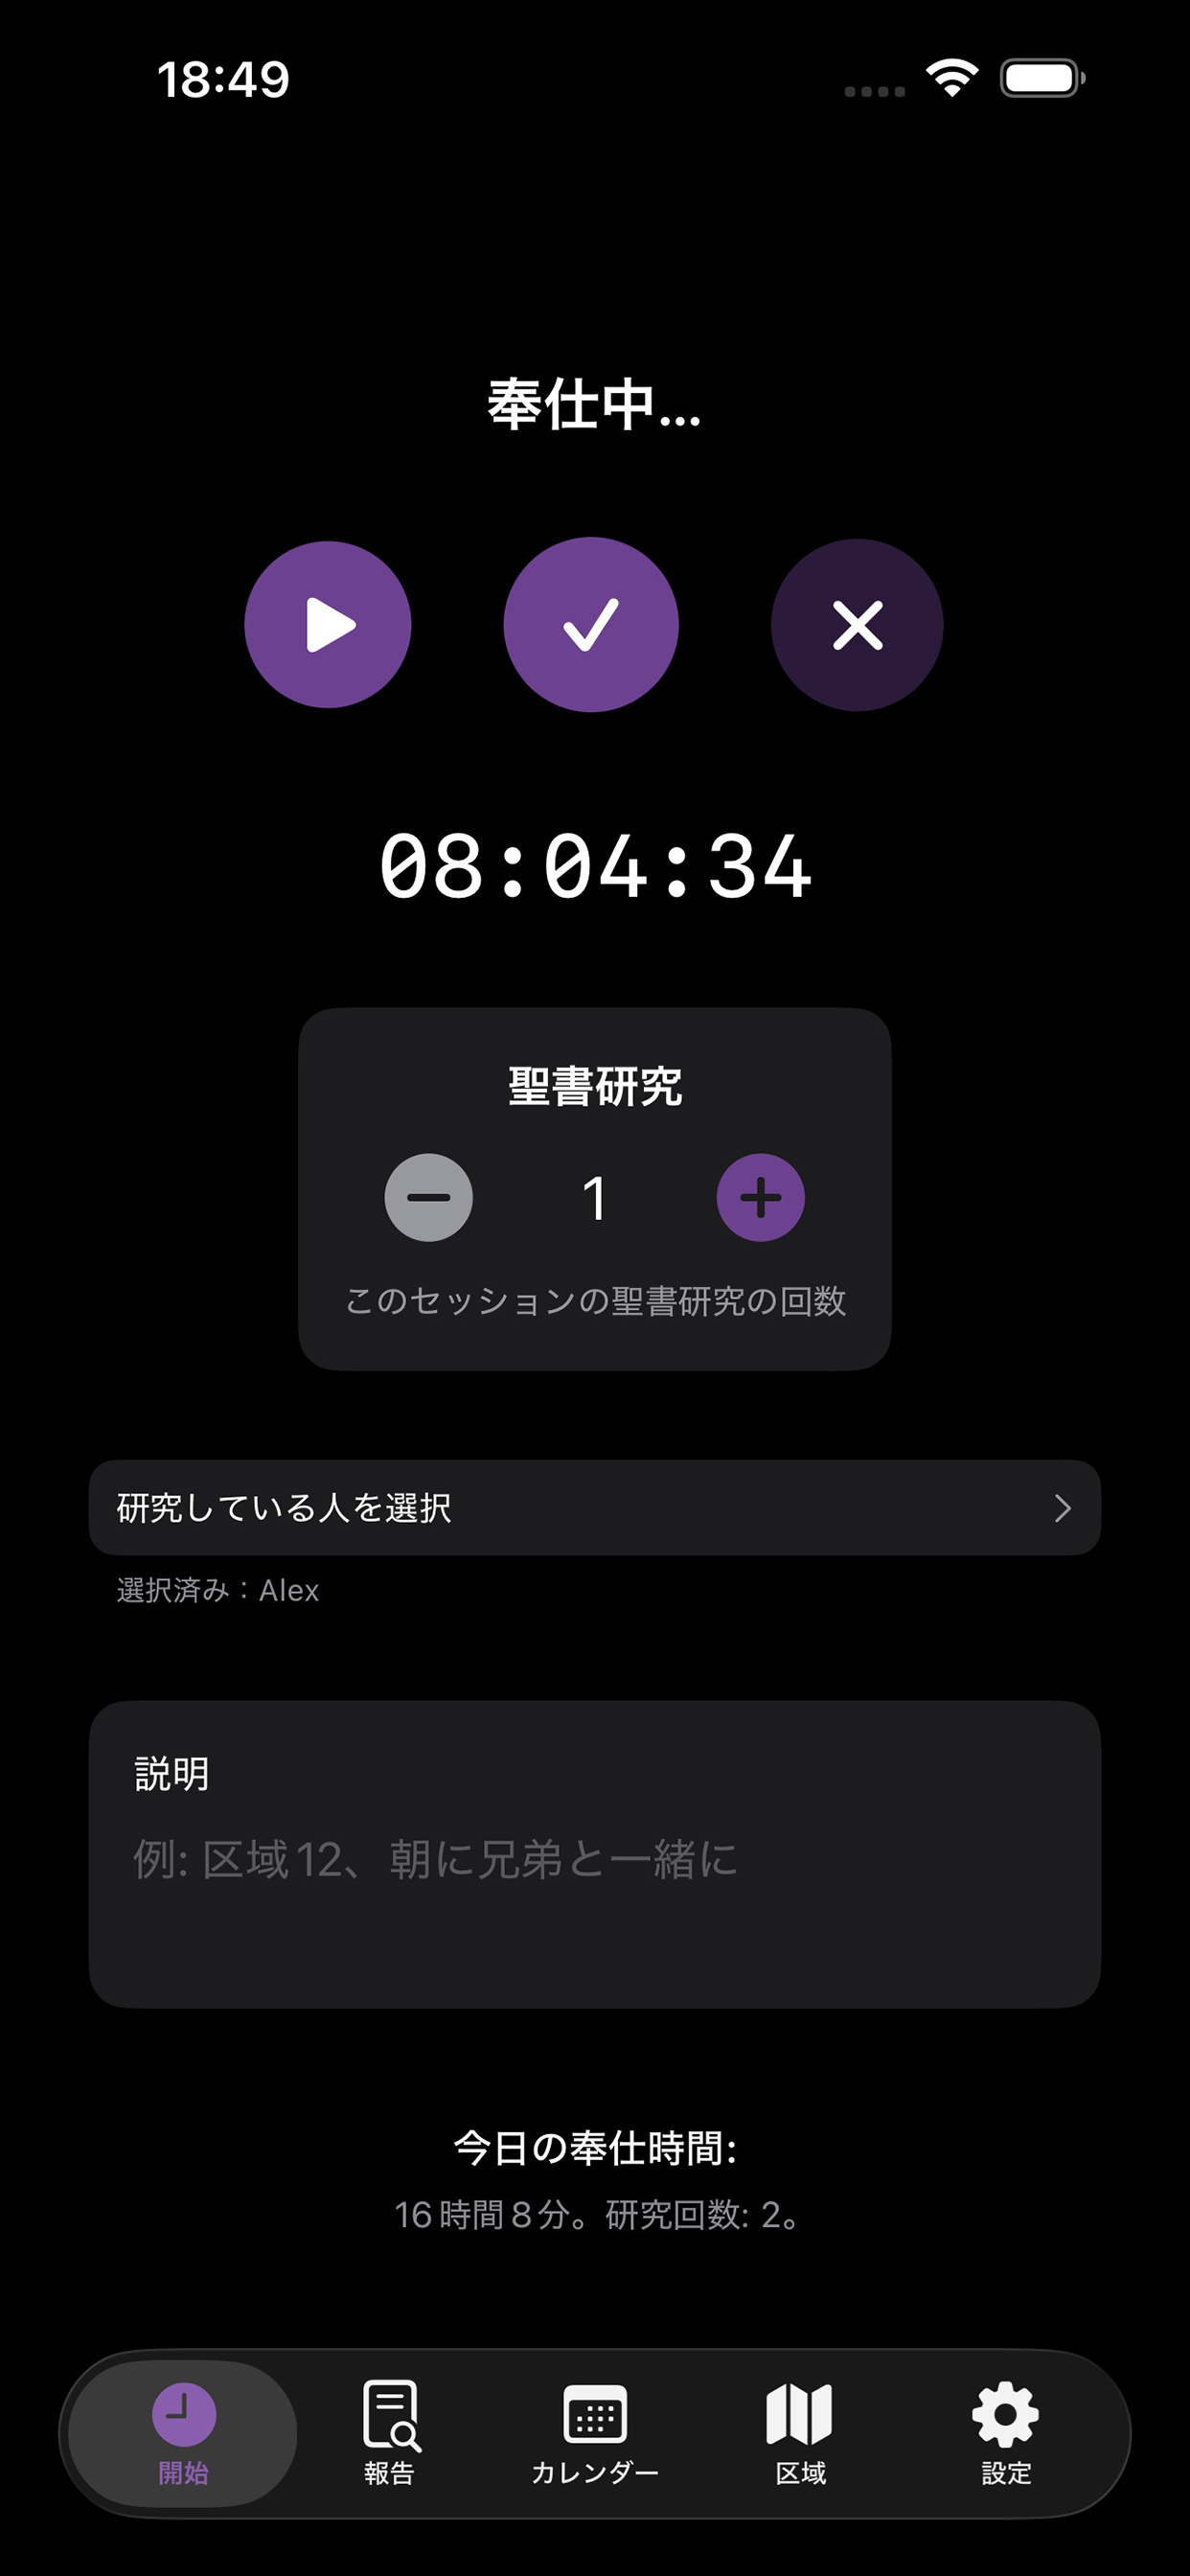 18:49
奉仕中...
08:04:34
聖書研究
1
このセッションの聖書研究の回数
研究している人を選択
選択済み：Alex
説明
例: 区域12、朝に兄弟と一緒に
今日の奉仕時間:
16時間8分。研究回数: 2。
開始
報告
カレンダー
区域
設定